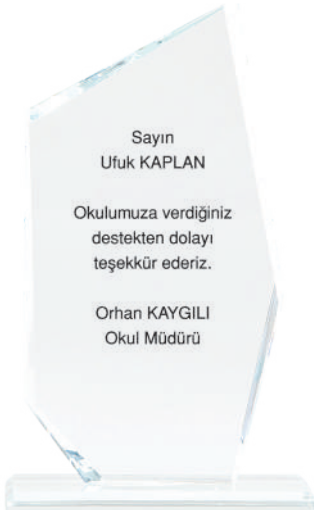 Sayın
Ufuk KAPLAN
Okulumuza verdiğiniz
destekten dolayı
teşekkür ederiz.
Orhan KAYGILI
Okul Müdürü